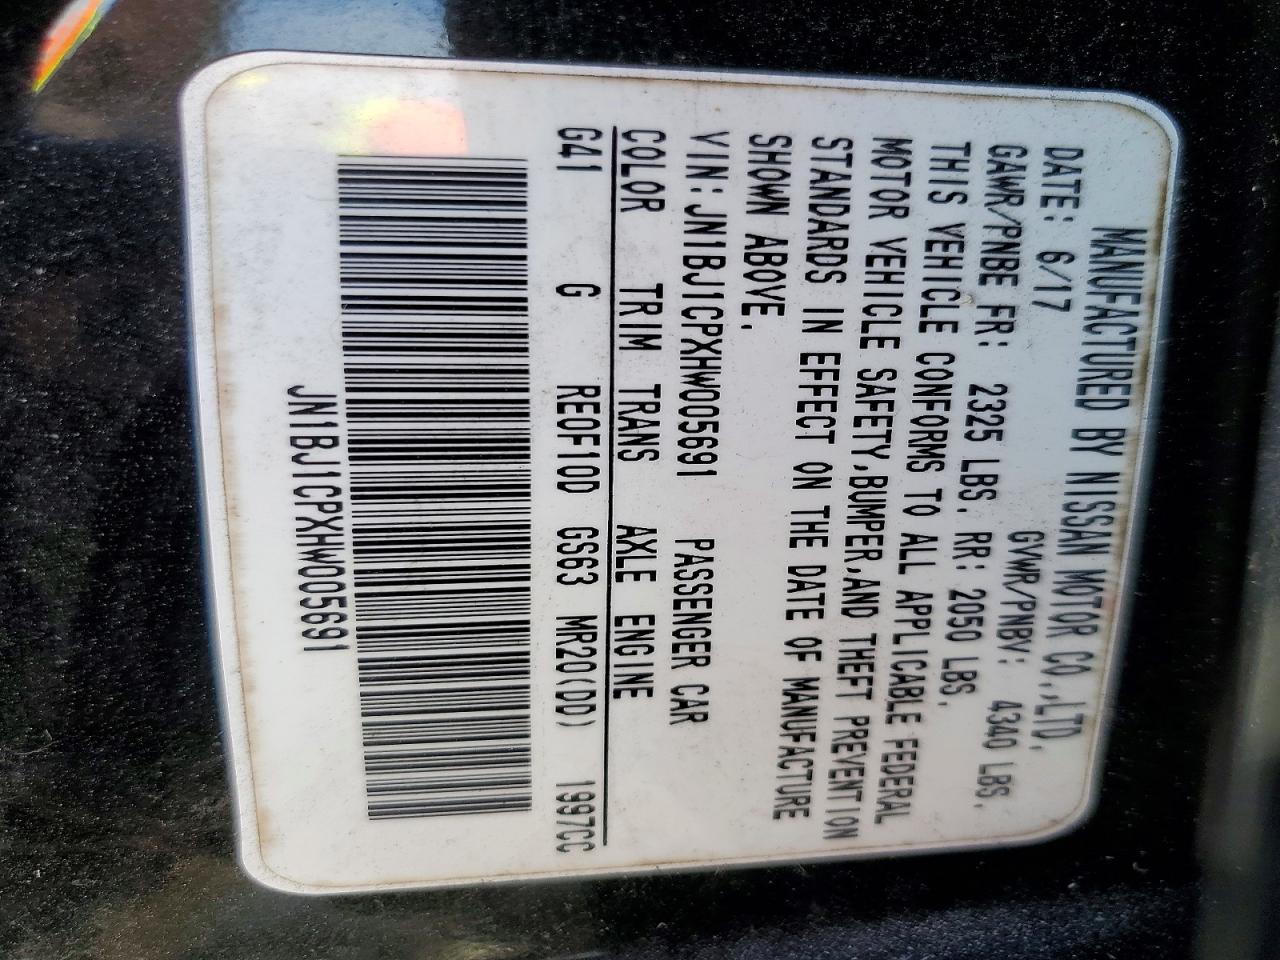 MANUFACTURED BY NISSAN MOTOR CO.,LTD.
DATE: 6/17 GVWR/PNBV: 4340 LBS.
GAWR/PNBE FR: 2325 LBS. RR: 2050 LBS.
THIS VEHICLE CONFORMS TO ALL APPLICABLE FEDERAL
MOTOR VEHICLE SAFETY,BUMPER,AND THEFT PREVENTION
STANDARDS IN EFFECT ON THE DATE OF MANUFACTURE
SHOWN ABOVE.
VIN: JN1BJ1CPXHW005691 PASSENGER CAR
COLOR TRIM TRANS AXLE ENGINE
G41 G REOF10D GS63 MR20(DD) 1997CC
JN1BJ1CPXHW005691